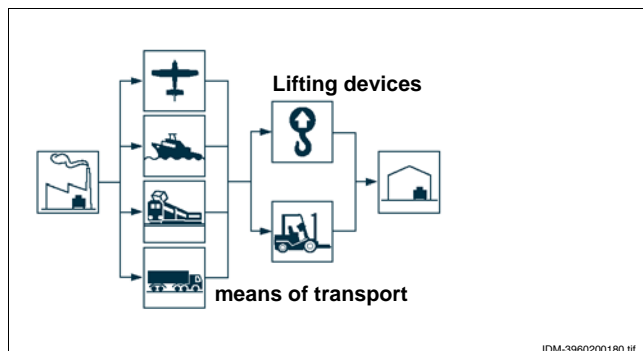 Lifting devices
means of transport
IDM-3960200180.tif